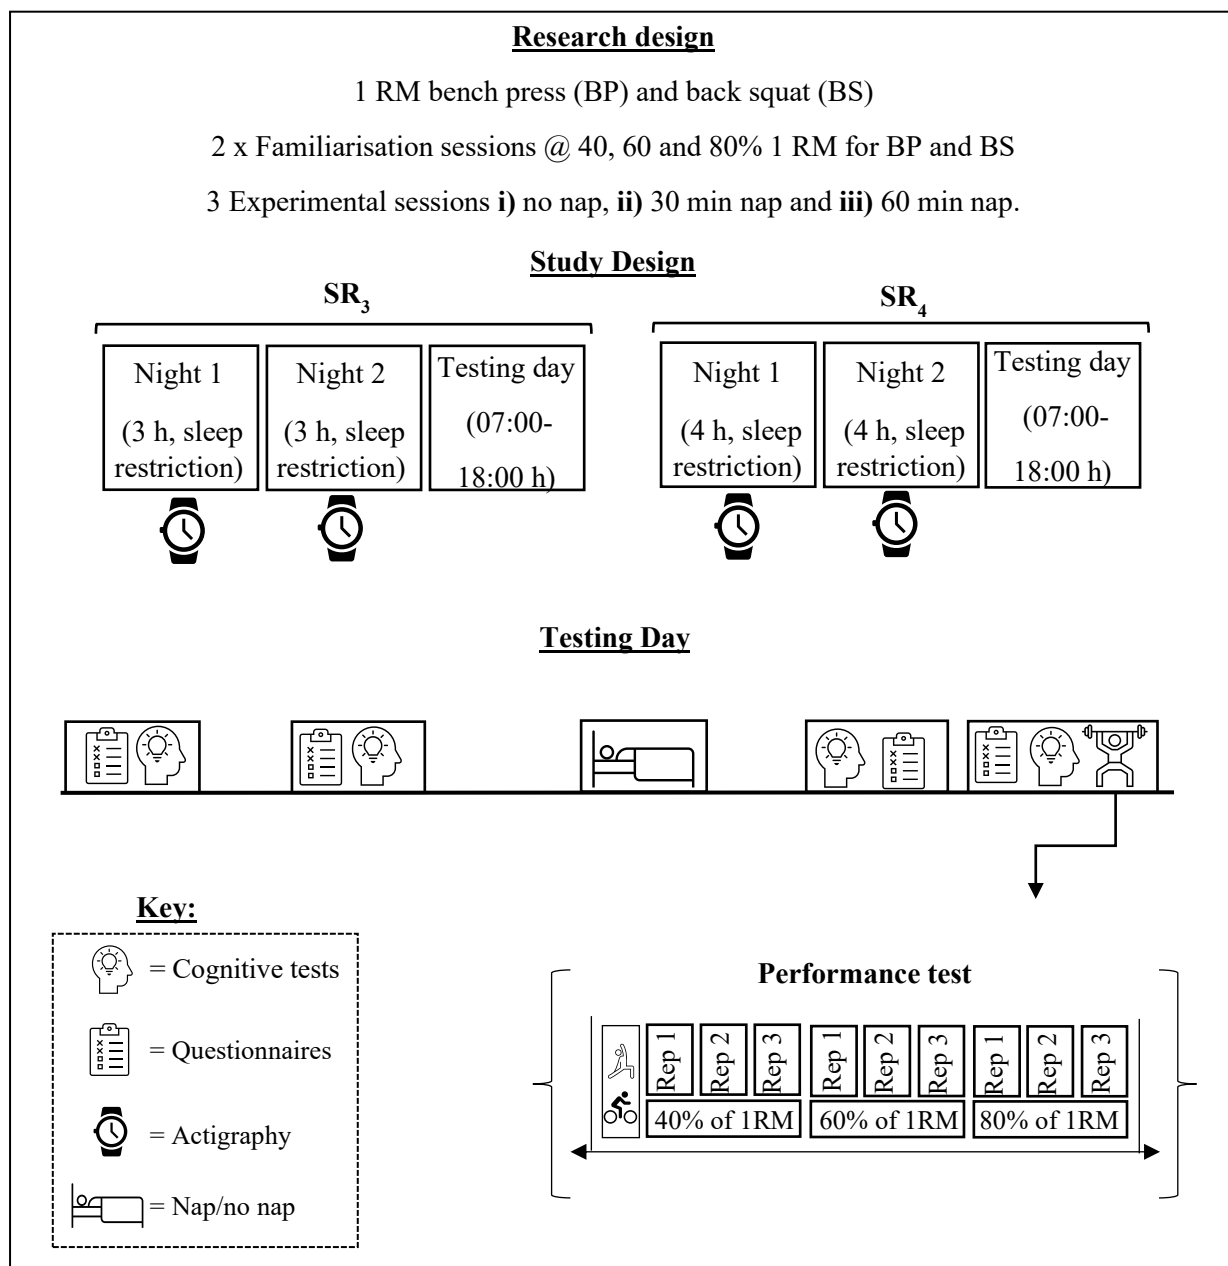 Research design
1 RM bench press (BP) and back squat (BS)
2 x Familiarisation sessions @ 40, 60 and 80% 1 RM for BP and BS
3 Experimental sessions i) no nap, ii) 30 min nap and iii) 60 min nap.
Study Design
SR3
Night 1
(3 h, sleep
restriction)
Night 2
(3 h, sleep
restriction)
Testing day
(07:00-
18:00 h)
SR4
Night 1
(4 h, sleep
restriction)
Night 2
(4 h, sleep
restriction)
Testing day
(07:00-
18:00 h)
Testing Day
Key:
= Cognitive tests
= Questionnaires
= Actigraphy
= Nap/no nap
Performance test
Rep 1
Rep 2
Rep 3
40% of 1RM
Rep 1
Rep 2
Rep 3
60% of 1RM
Rep 1
Rep 2
Rep 3
80% of 1RM